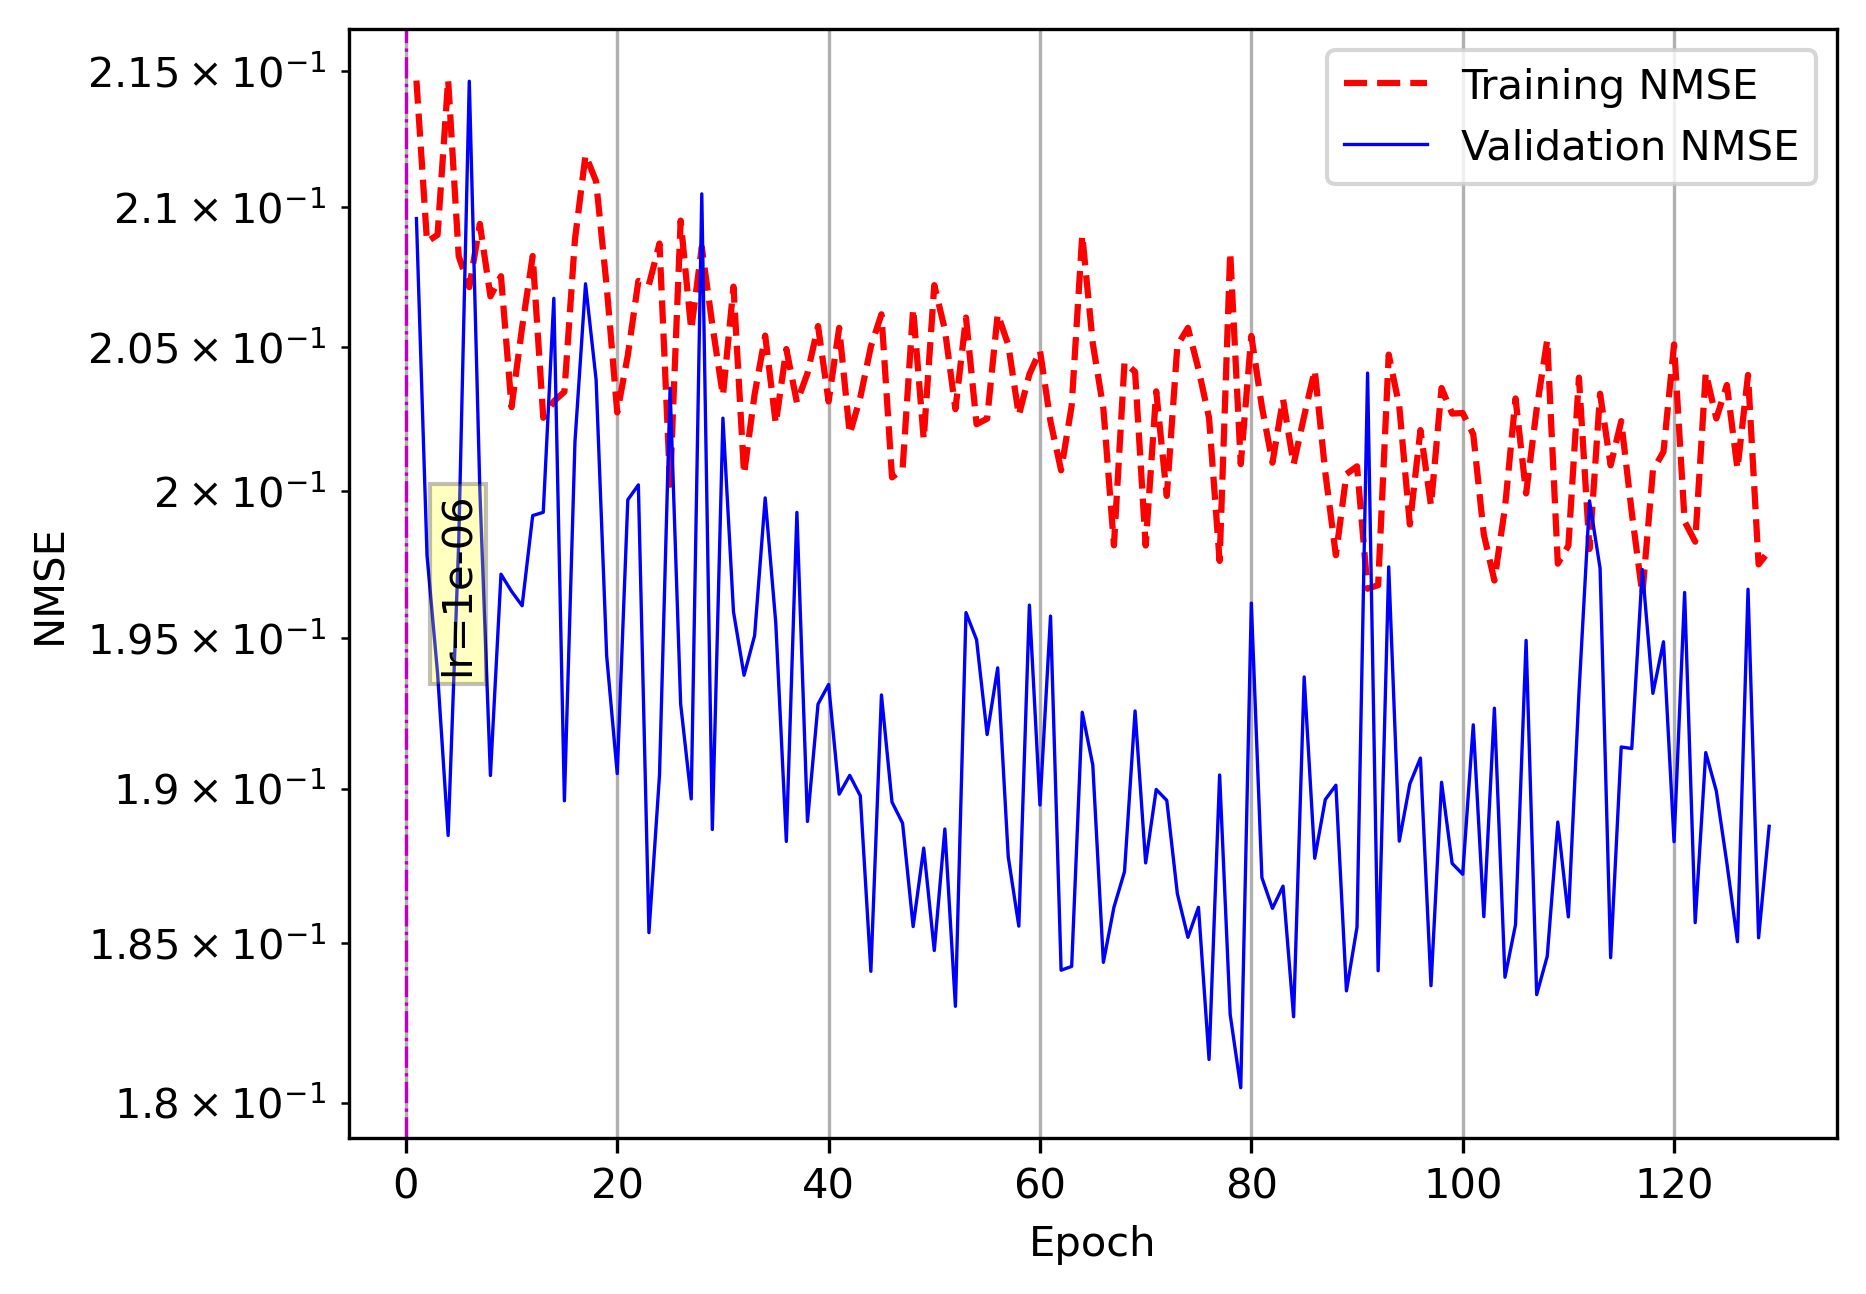 2.15 × 10⁻¹
2.1 × 10⁻¹
2.05 × 10⁻¹
2 × 10⁻¹
1.95 × 10⁻¹
1.9 × 10⁻¹
1.85 × 10⁻¹
1.8 × 10⁻¹
NMSE
lr=1e-06
Training NMSE
Validation NMSE
0 20 40 60 80 100 120
Epoch